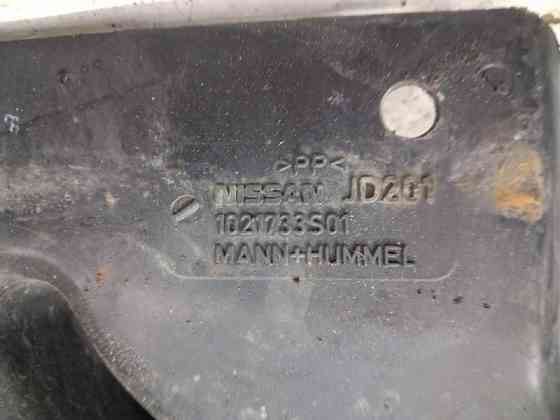 >PP<
NISSAN JD201
1021733S01
MANN+HUMMEL